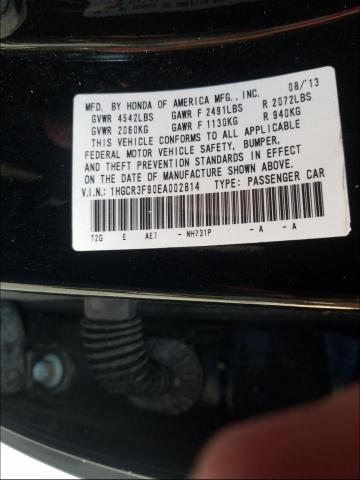 MFD. BY HONDA OF AMERICA MFG., INC. 08/'13
GVWR 4542LBS GAWR F 2491LBS R 2072LBS
GVWR 2060KG GAWR F 1130KG R 940KG
THIS VEHICLE CONFORMS TO ALL APPLICABLE
FEDERAL MOTOR VEHICLE SAFETY, BUMPER,
AND THEFT PREVENTION STANDARDS IN EFFECT
ON THE DATE OF MANUFACTURE SHOWN ABOVE.
V.I.N.: 1HGCR3F90EA002814 TYPE: PASSENGER CAR
T2G E AE7 - NH731P - A - A